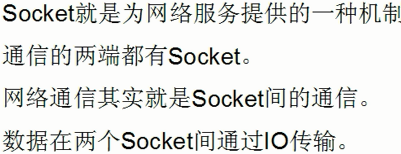 Socket就是为网络服务提供的一种机制
通信的两端都有Socket。
网络通信其实就是Socket间的通信。
数据在两个Socket间通过IO传输。